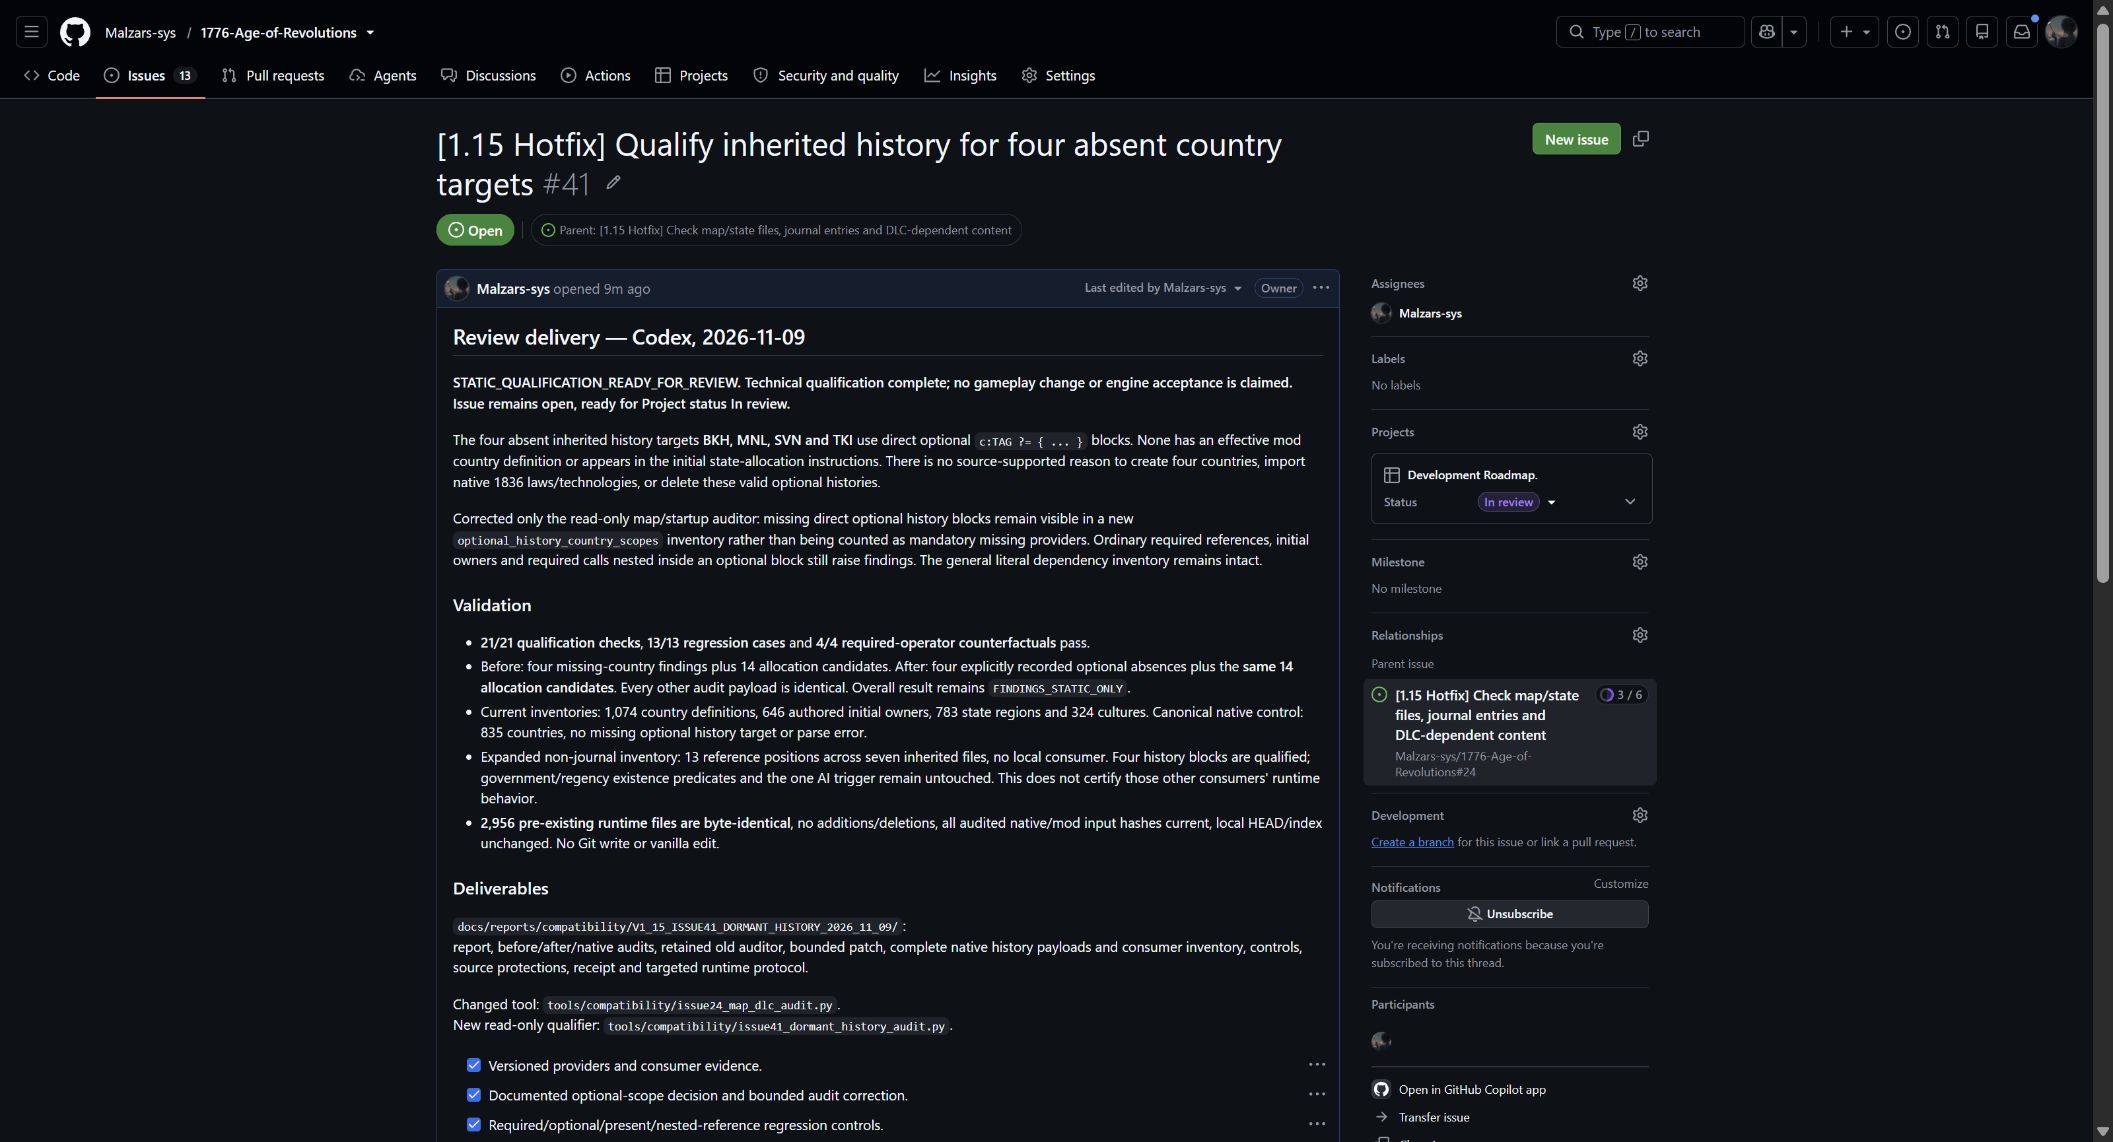 Malzars-sys / 1776-Age-of-Revolutions
Type / to search
Code
Issues 13
Pull requests
Agents
Discussions
Actions
Projects
Security and quality
Insights
Settings
[1.15 Hotfix] Qualify inherited history for four absent country
targets #41
New issue
Open
Parent: [1.15 Hotfix] Check map/state files, journal entries and DLC-dependent content
Malzars-sys opened 9m ago
Last edited by Malzars-sys
Owner
Review delivery — Codex, 2026-11-09
STATIC_QUALIFICATION_READY_FOR_REVIEW. Technical qualification complete; no gameplay change or engine acceptance is claimed.
Issue remains open, ready for Project status In review.
The four absent inherited history targets BKH, MNL, SVN and TKI use direct optional c:TAG ?= { ... } blocks. None has an effective mod
country definition or appears in the initial state-allocation instructions. There is no source-supported reason to create four countries, import
native 1836 laws/technologies, or delete these valid optional histories.
Corrected only the read-only map/startup auditor: missing direct optional history blocks remain visible in a new
optional_history_country_scopes inventory rather than being counted as mandatory missing providers. Ordinary required references, initial
owners and required calls nested inside an optional block still raise findings. The general literal dependency inventory remains intact.
Validation
• 21/21 qualification checks, 13/13 regression cases and 4/4 required-operator counterfactuals pass.
• Before: four missing-country findings plus 14 allocation candidates. After: four explicitly recorded optional absences plus the same 14
allocation candidates. Every other audit payload is identical. Overall result remains FINDINGS_STATIC_ONLY.
• Current inventories: 1,074 country definitions, 646 authored initial owners, 783 state regions and 324 cultures. Canonical native control:
835 countries, no missing optional history target or parse error.
• Expanded non-journal inventory: 13 reference positions across seven inherited files, no local consumer. Four history blocks are qualified;
government/regency existence predicates and the one AI trigger remain untouched. This does not certify those other consumers' runtime
behavior.
• 2,956 pre-existing runtime files are byte-identical, no additions/deletions, all audited native/mod input hashes current, local HEAD/index
unchanged. No Git write or vanilla edit.
Deliverables
docs/reports/compatibility/V1_15_ISSUE41_DORMANT_HISTORY_2026_11_09/:
report, before/after/native audits, retained old auditor, bounded patch, complete native history payloads and consumer inventory, controls,
source protections, receipt and targeted runtime protocol.
Changed tool: tools/compatibility/issue24_map_dlc_audit.py.
New read-only qualifier: tools/compatibility/issue41_dormant_history_audit.py.
Versioned providers and consumer evidence.
Documented optional-scope decision and bounded audit correction.
Required/optional/present/nested-reference regression controls.
Assignees
Malzars-sys
Labels
No labels
Projects
Development Roadmap.
Status In review
Milestone
No milestone
Relationships
Parent issue
[1.15 Hotfix] Check map/state 3 / 6
files, journal entries and
DLC-dependent content
Malzars-sys/1776-Age-of-
Revolutions#24
Development
Create a branch for this issue or link a pull request.
Notifications
Customize
Unsubscribe
You're receiving notifications because you're
subscribed to this thread.
Participants
Open in GitHub Copilot app
Transfer issue